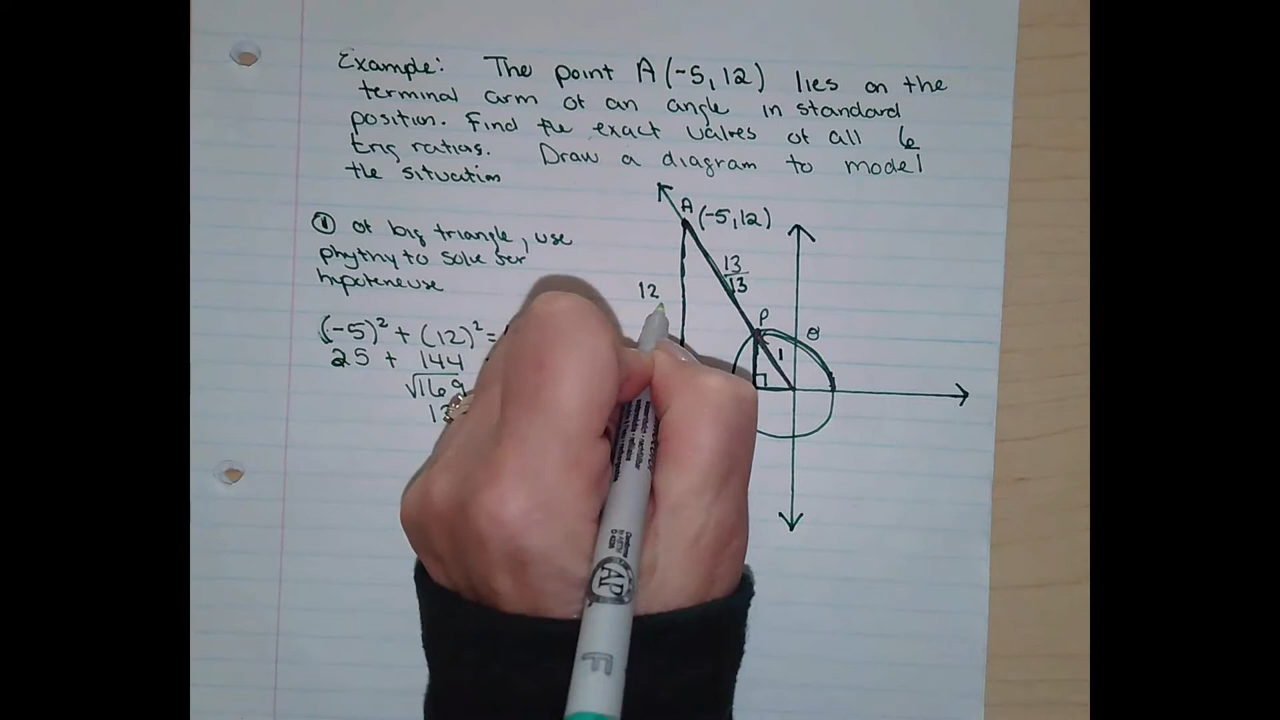 Example: The point A(-5,12) lies on the
terminal arm of an angle in standard
position. Find the exact values of all 6
trig ratios. Draw a diagram to model
the situation
① of big triangle, use
phythy to solve for
hypoteneuse
(-5)² + (12)² =
25 + 144
√169
A (-5,12)
13
13
12
P
θ
1
AP
F